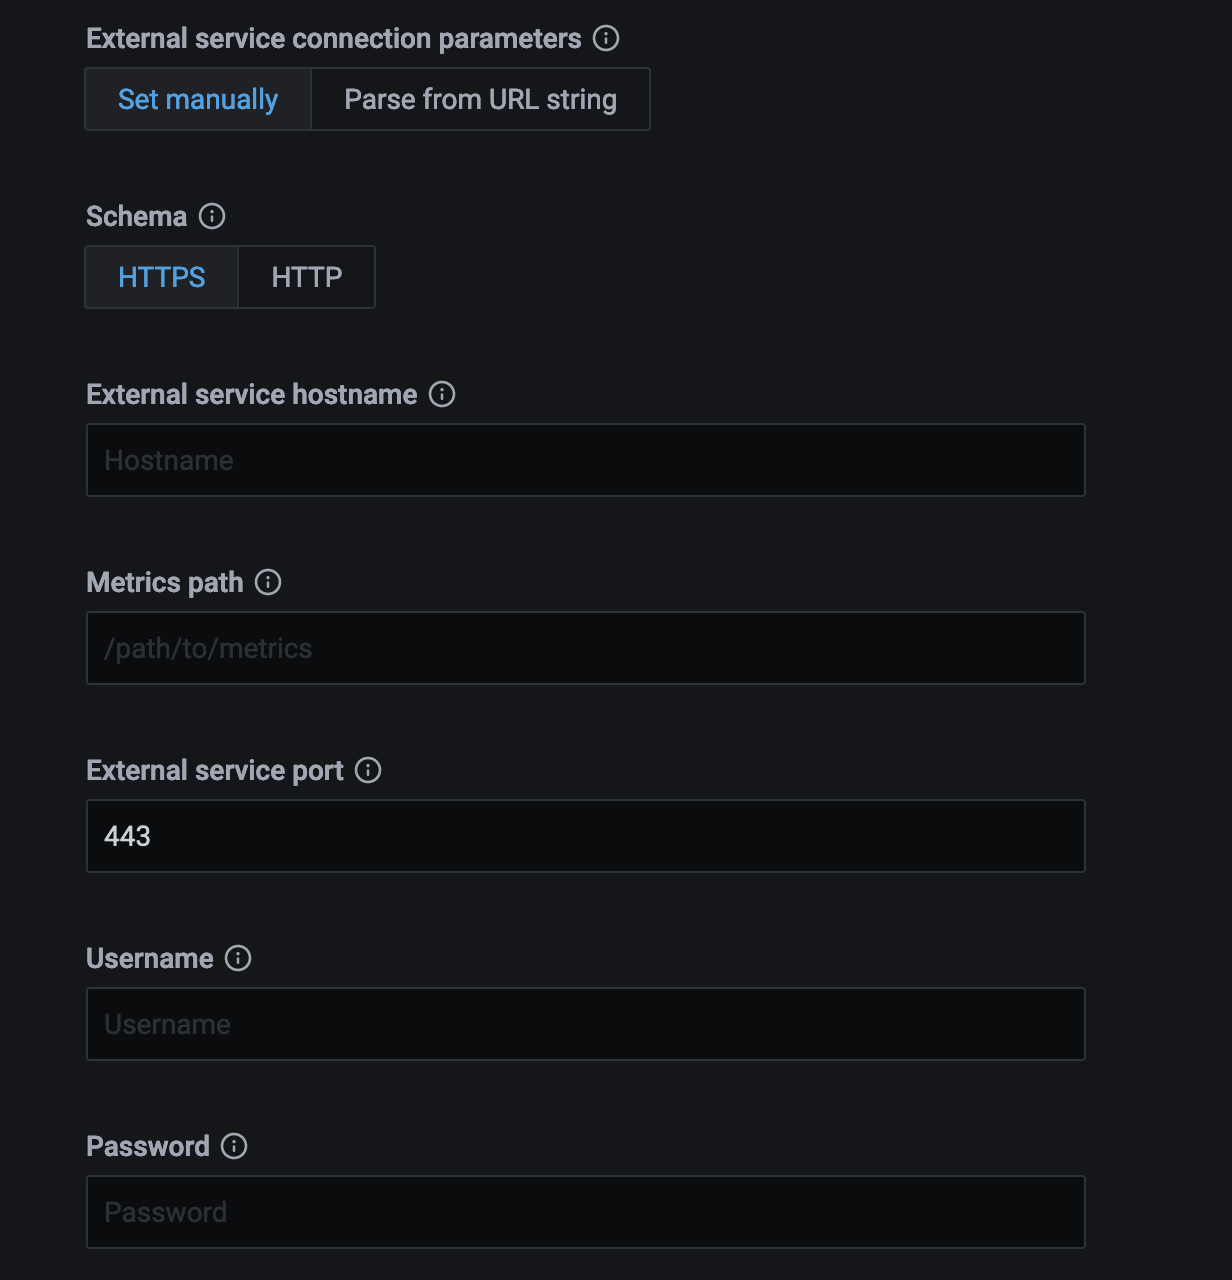 External service connection parameters
Set manually
Parse from URL string
Schema
HTTPS
HTTP
External service hostname
Hostname
Metrics path
/path/to/metrics
External service port
443
Username
Username
Password
Password